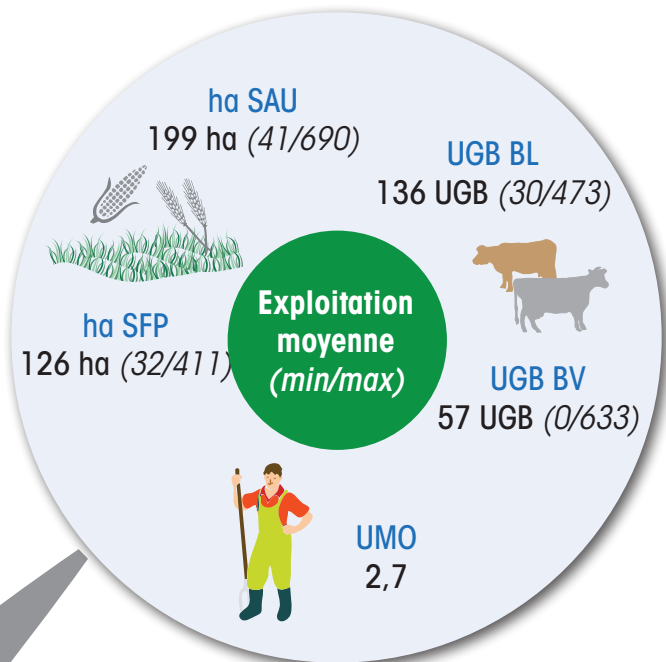 ha SAU
199 ha (41/690)
UGB BL
136 UGB (30/473)
Exploitation
moyenne
(min/max)
ha SFP
126 ha (32/411)
UGB BV
57 UGB (0/633)
UMO
2,7